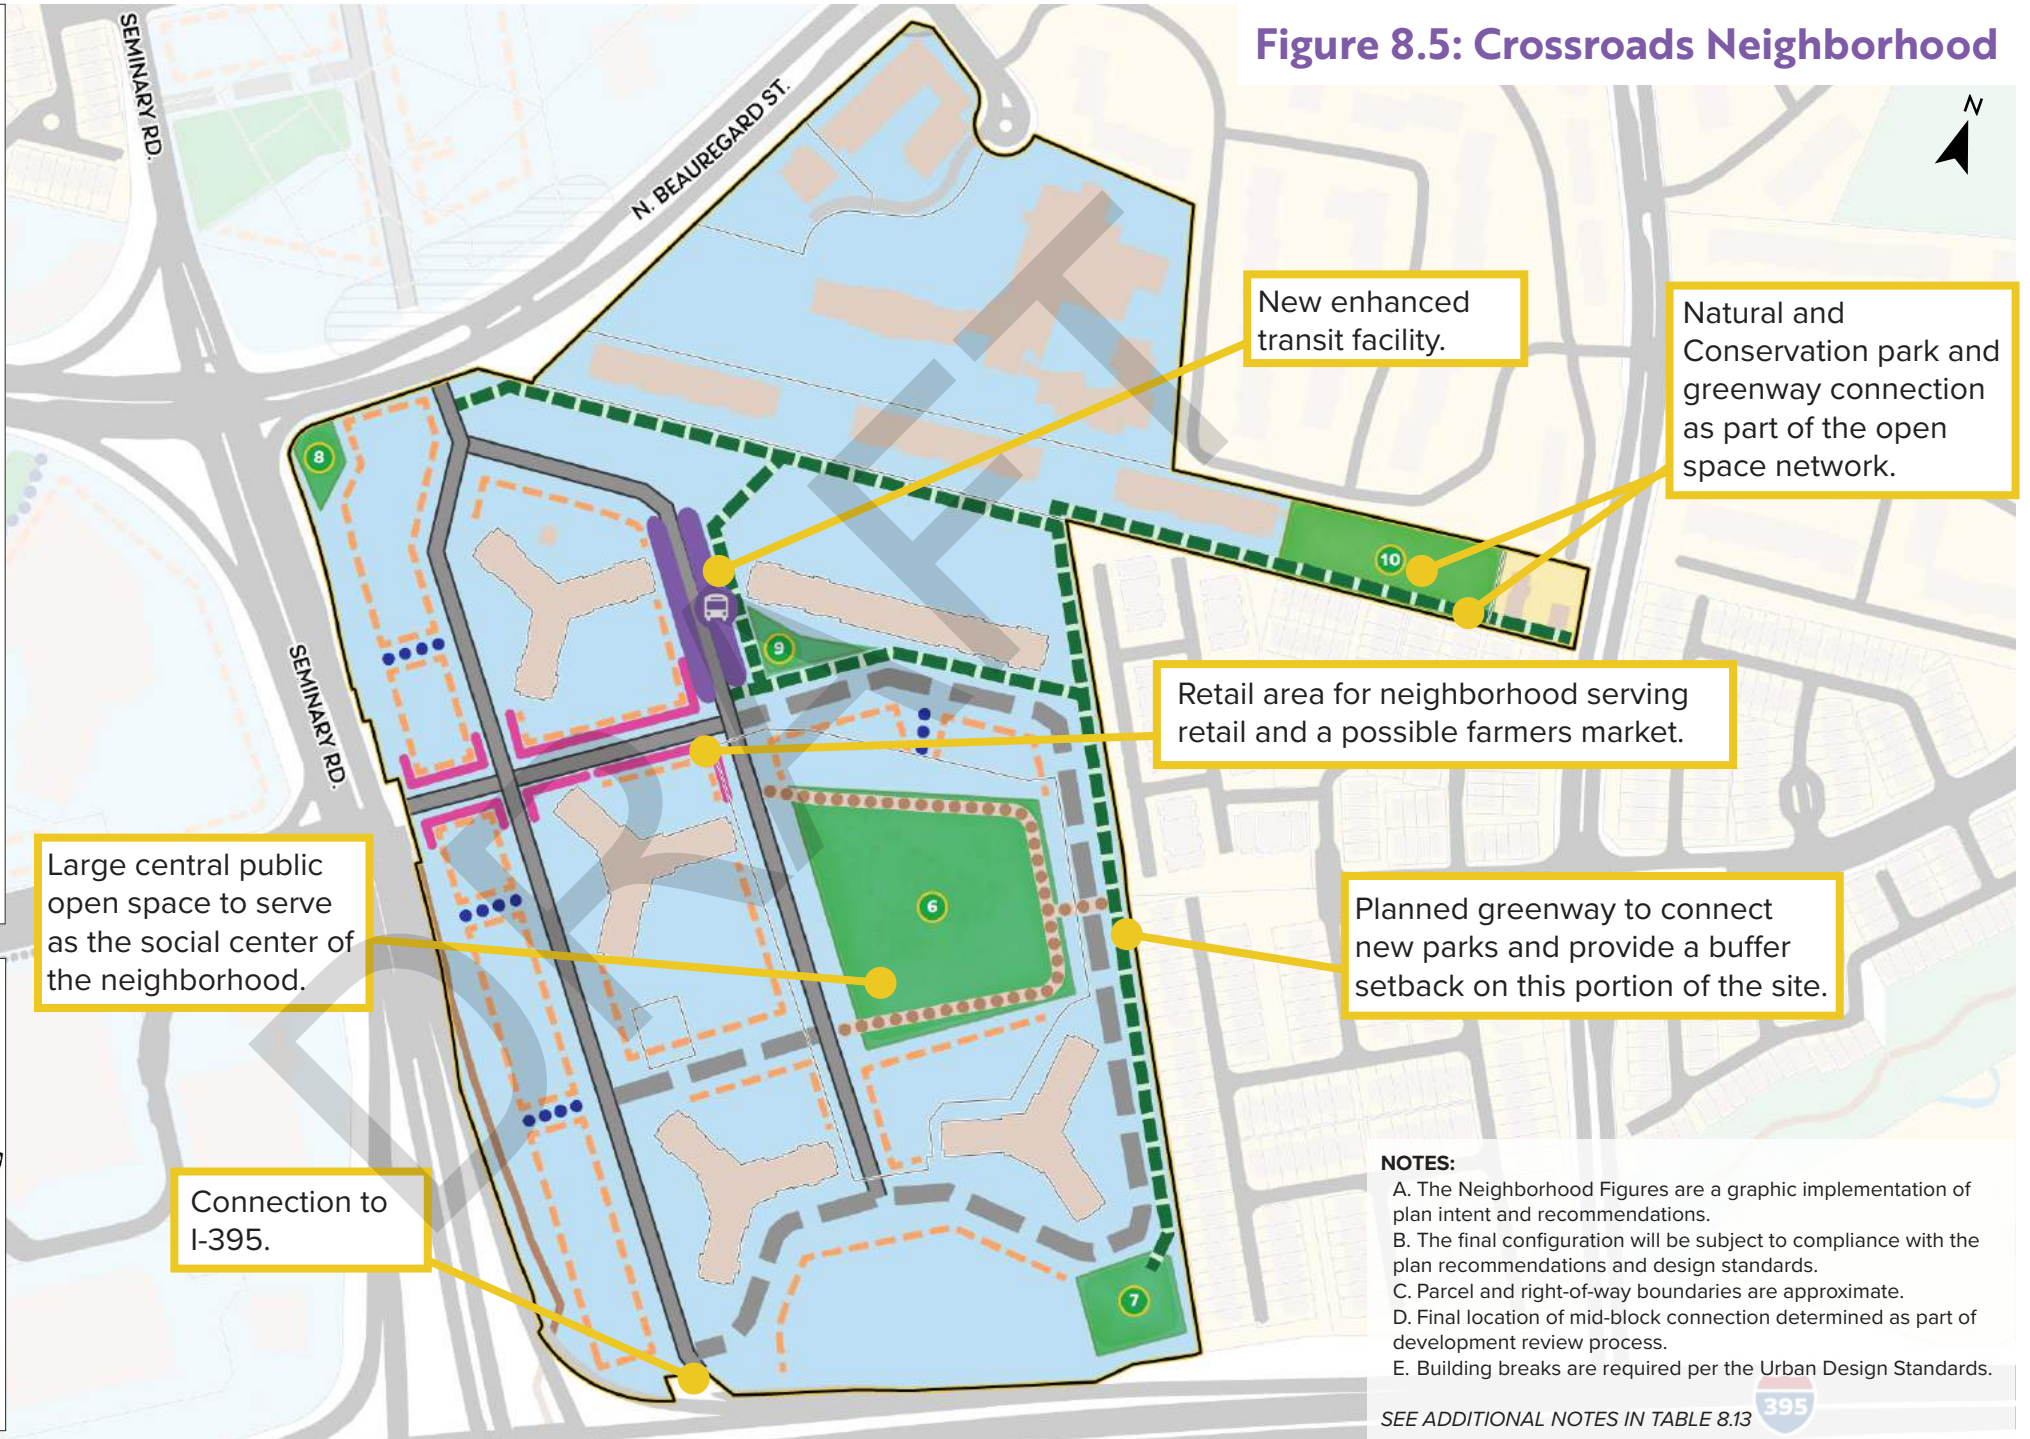 Figure 8.5: Crossroads Neighborhood
N
SEMINARY RD.
N. BEAUREGARD ST.
New enhanced
transit facility.
Natural and
Conservation park and
greenway connection
as part of the open
space network.
8
10
9
SEMINARY RD.
Retail area for neighborhood serving
retail and a possible farmers market.
Large central public
open space to serve
as the social center of
the neighborhood.
6
Planned greenway to connect
new parks and provide a buffer
setback on this portion of the site.
Connection to
I-395.
7
DRAFT
NOTES:
A. The Neighborhood Figures are a graphic implementation of
plan intent and recommendations.
B. The final configuration will be subject to compliance with the
plan recommendations and design standards.
C. Parcel and right-of-way boundaries are approximate.
D. Final location of mid-block connection determined as part of
development review process.
E. Building breaks are required per the Urban Design Standards.
SEE ADDITIONAL NOTES IN TABLE 8.13
395